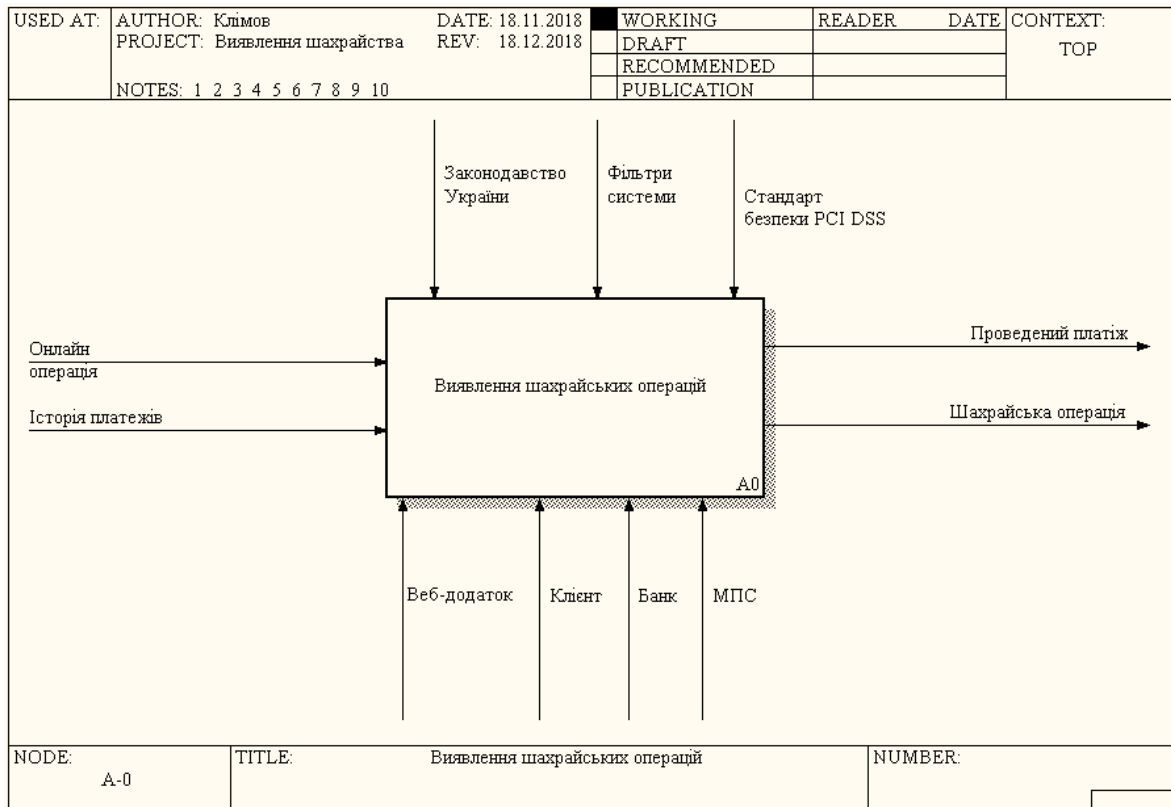 USED AT:
AUTHOR: Клімов
DATE: 18.11.2018
WORKING
READER
DATE
CONTEXT:
PROJECT: Виявлення шахрайства
REV: 18.12.2018
DRAFT
TOP
RECOMMENDED
NOTES: 1 2 3 4 5 6 7 8 9 10
PUBLICATION
Законодавство
України
Фільтри
системи
Стандарт
безпеки PCI DSS
Онлайн
операція
Історія платежів
Виявлення шахрайських операцій
A0
Проведений платіж
Шахрайська операція
Веб-додаток
Клієнт
Банк
МПС
NODE:
A-0
TITLE:
Виявлення шахрайських операцій
NUMBER: